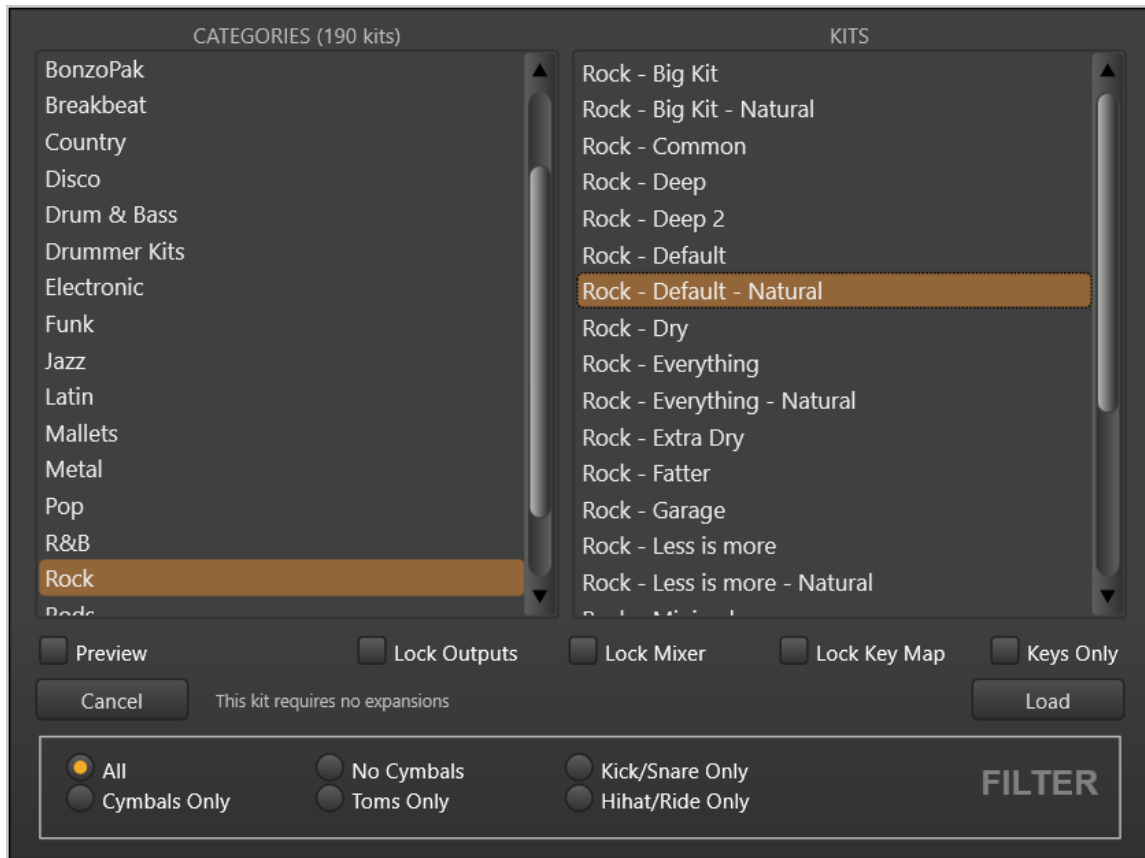 CATEGORIES (190 kits)
BonzoPak
Breakbeat
Country
Disco
Drum & Bass
Drummer Kits
Electronic
Funk
Jazz
Latin
Mallets
Metal
Pop
R&B
Rock
Rods
KITS
Rock - Big Kit
Rock - Big Kit - Natural
Rock - Common
Rock - Deep
Rock - Deep 2
Rock - Default
Rock - Default - Natural
Rock - Dry
Rock - Everything
Rock - Everything - Natural
Rock - Extra Dry
Rock - Fatter
Rock - Garage
Rock - Less is more
Rock - Less is more - Natural
Preview Lock Outputs Lock Mixer Lock Key Map Keys Only
Cancel This kit requires no expansions Load
All No Cymbals Kick/Snare Only
Cymbals Only Toms Only Hihat/Ride Only
FILTER